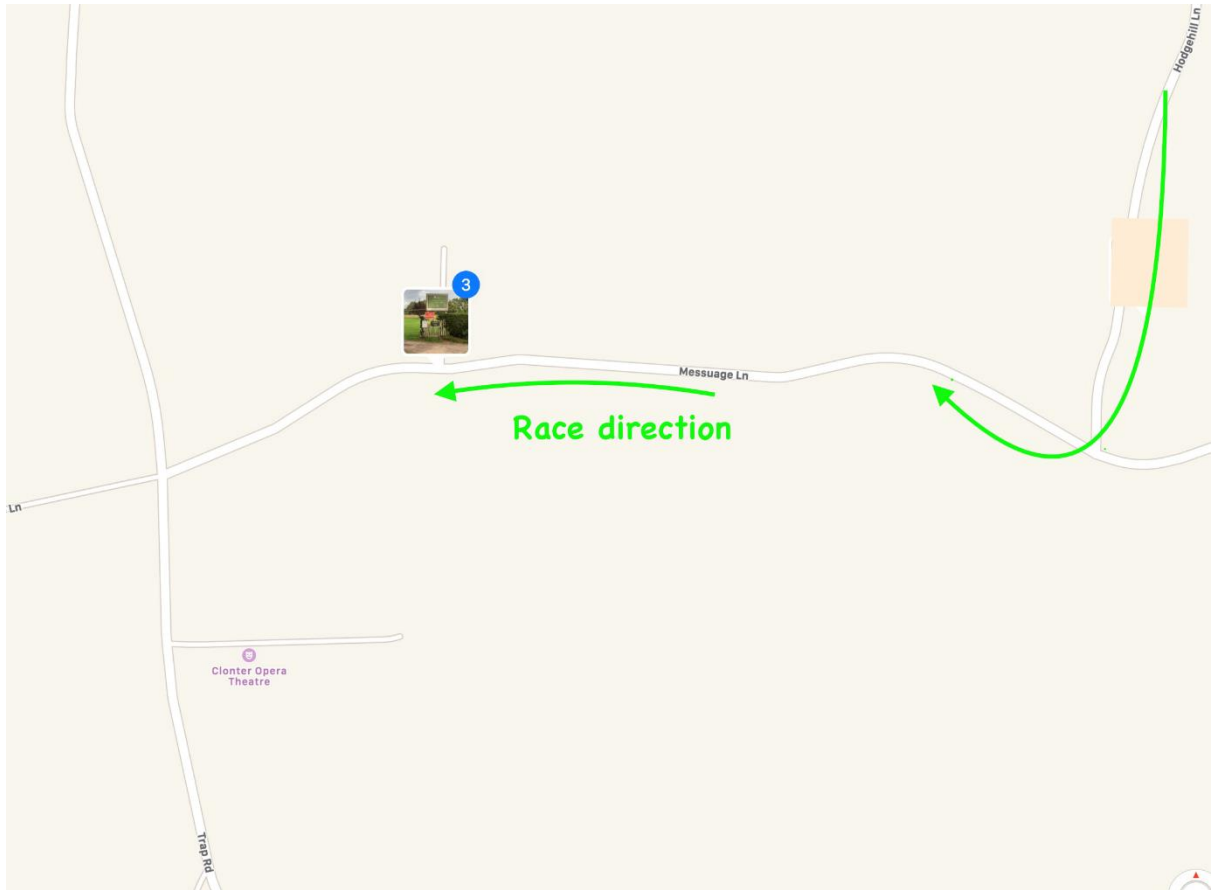 Hodgehill Ln
3
Messuage Ln
Race direction
Ln
Clonter Opera
Theatre
Trap Rd